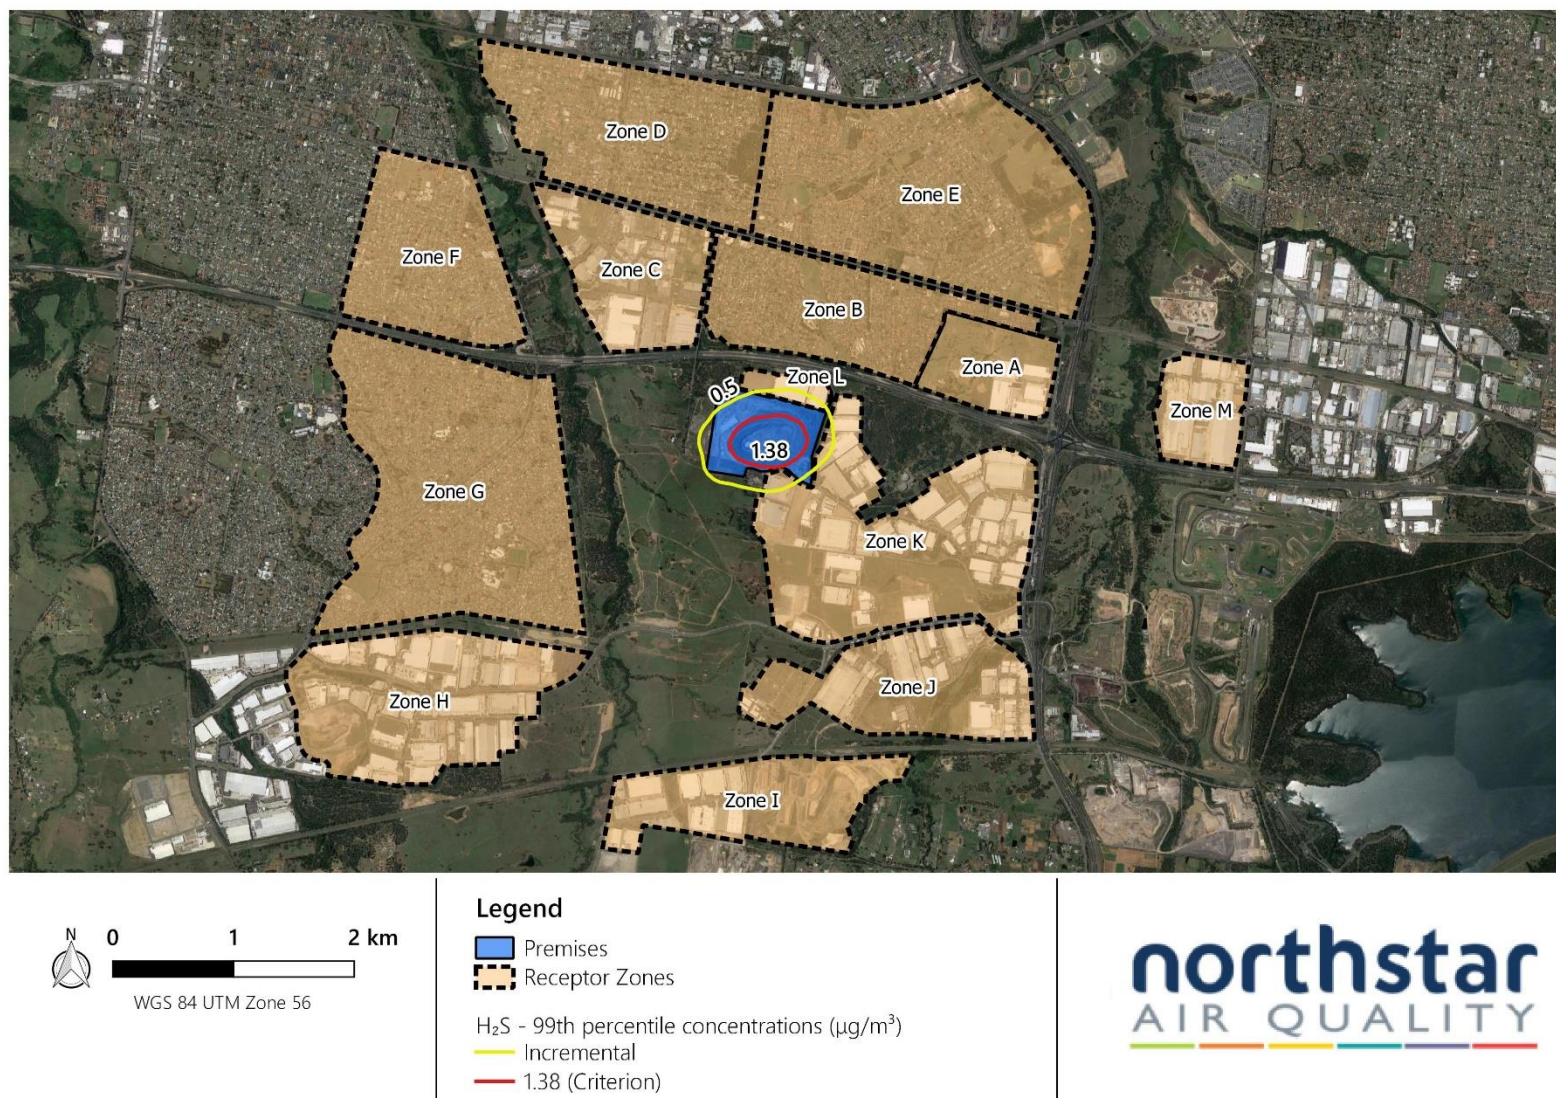 Zone D
Zone E
Zone F
Zone C
Zone B
Zone A
Zone L
0.5
Zone M
1.38
Zone G
Zone K
Zone J
Zone H
Zone I
N
0 1 2 km
WGS 84 UTM Zone 56
Legend
Premises
Receptor Zones
H₂S - 99th percentile concentrations (µg/m³)
Incremental
1.38 (Criterion)
northstar
AIR QUALITY